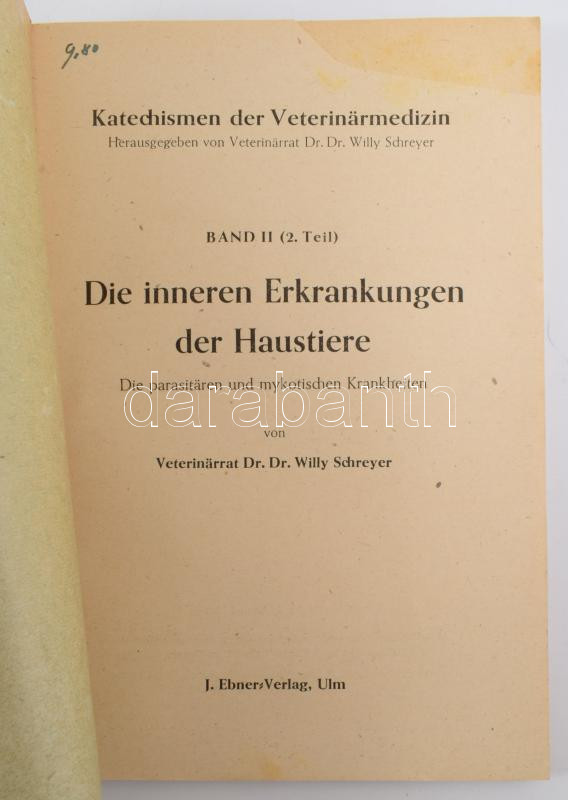 9,80
Katechismen der Veterinärmedizin
Herausgegeben von Veterinärrat Dr. Dr. Willy Schreyer
BAND II (2. Teil)
Die inneren Erkrankungen
der Haustiere
Die parasitären und mykotischen Krankheiten
darabanth
von
Veterinärrat Dr. Dr. Willy Schreyer
J. Ebner-Verlag, Ulm